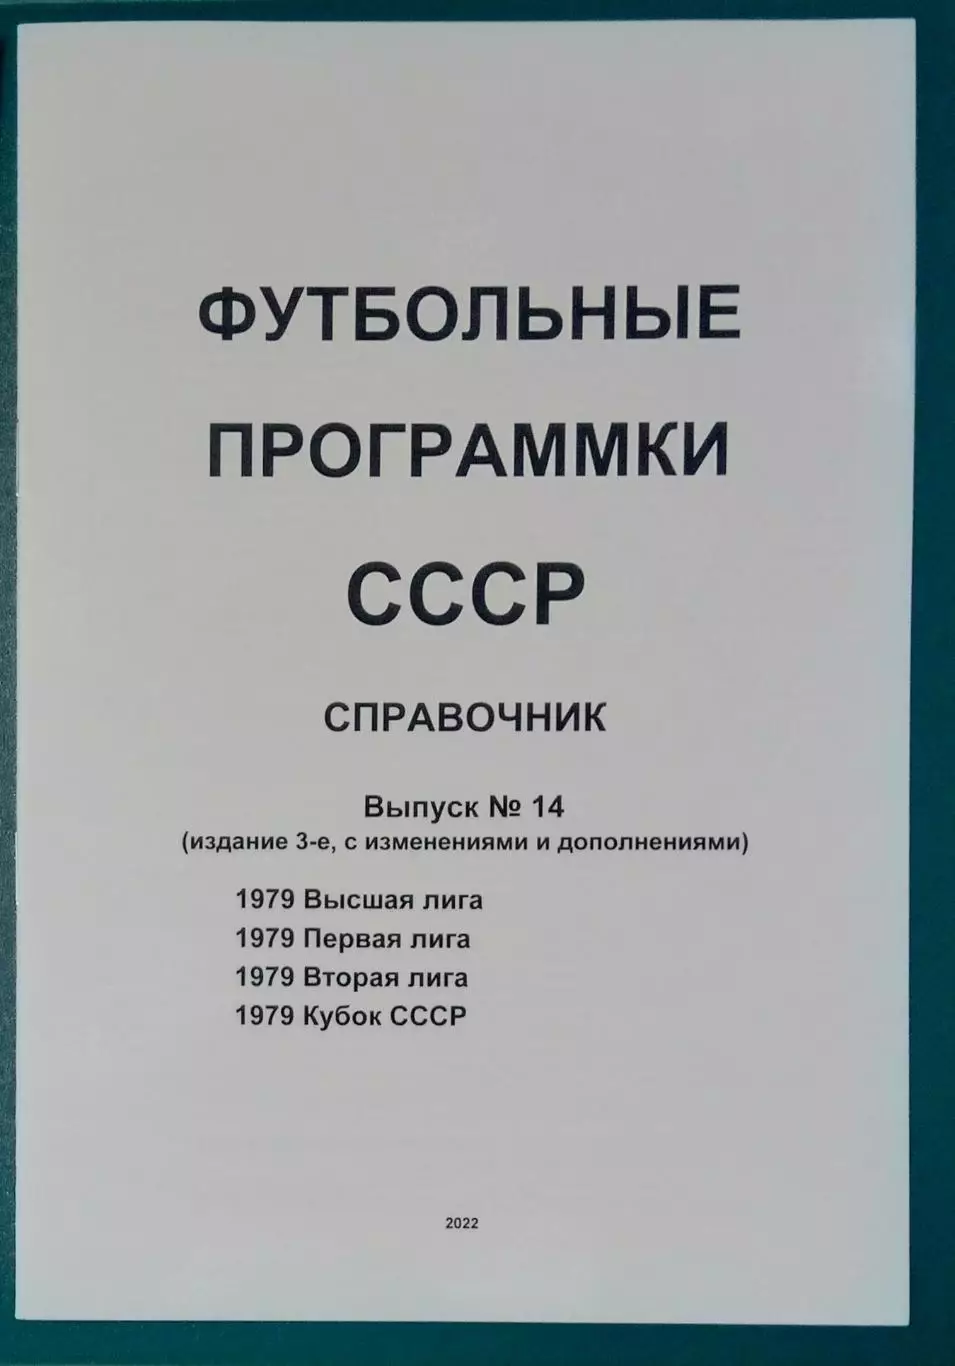 ФУТБОЛЬНЫЕ
ПРОГРАММКИ
СССР
СПРАВОЧНИК
Выпуск № 14
(издание 3-е, с изменениями и дополнениями)
1979 Высшая лига
1979 Первая лига
1979 Вторая лига
1979 Кубок СССР
2022